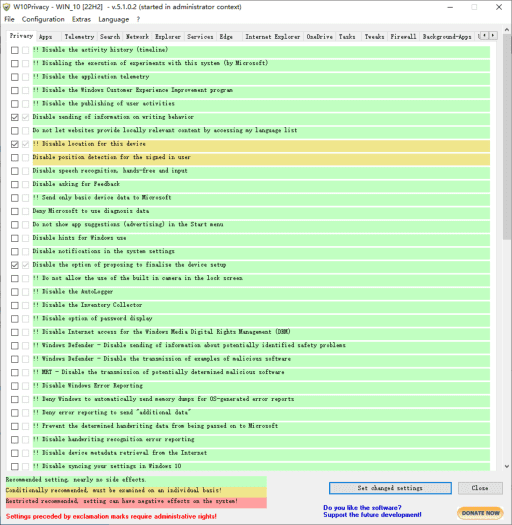 W10Privacy - WIN_10 [22H2] - v.5.1.0.2 (started in administrator context)
Configuration Extras Language ?
Privacy Apps Telemetry Search Network Explorer Services Edge Internet Explorer OneDrive Tasks Tweaks Firewall Background-Apps
!! Disable the activity history (timeline)
!! Disabling the execution of experiments with this system (by Microsoft)
!! Disable the application telemetry
!! Disable the Windows Customer Experience Improvement program
!! Disable the publishing of user activities
Disable sending of information on writing behavior
Do not let websites provide locally relevant content by accessing my language list
!! Disable location for this device
Disable position detection for the signed in user
Disable speech recognition, hands-free and input
Disable asking for Feedback
!! Send only basic device data to Microsoft
Deny Microsoft to use diagnosis data
Do not show app suggestions (advertising) in the Start menu
Disable hints for Windows use
Disable notifications in the system settings
Disable the option of proposing to finalise the device setup
!! Do not allow the use of the built in camera in the lock screen
!! Disable the AutoLogger
!! Disable the Inventory Collector
!! Disable option of password display
!! Disable Internet access for the Windows Media Digital Rights Management (DRM)
!! Windows Defender - Disable sending of information about potentially identified safety problems
!! Windows Defender - Disable the transmission of examples of malicious software
!! MRT - Disable the transmission of potentially determined malicious software
!! Disable Windows Error Reporting
!! Deny Windows to automatically send memory dumps for OS-generated error reports
!! Deny error reporting to send "additional data"
!! Prevent the determined handwriting data from being passed on to Microsoft
!! Disable handwriting recognition error reporting
!! Disable device metadata retrieval from the Internet
!! Disable syncing your settings in Windows 10
Recommended setting, nearly no side effects.
Conditionally recommended, must be examined on an individual basis!
Restricted recommended, setting can have negative effects on the system!
Settings preceded by exclamation marks require administrative rights!
Set changed settings
Close
Do you like the software?
Support the future development!
DONATE NOW